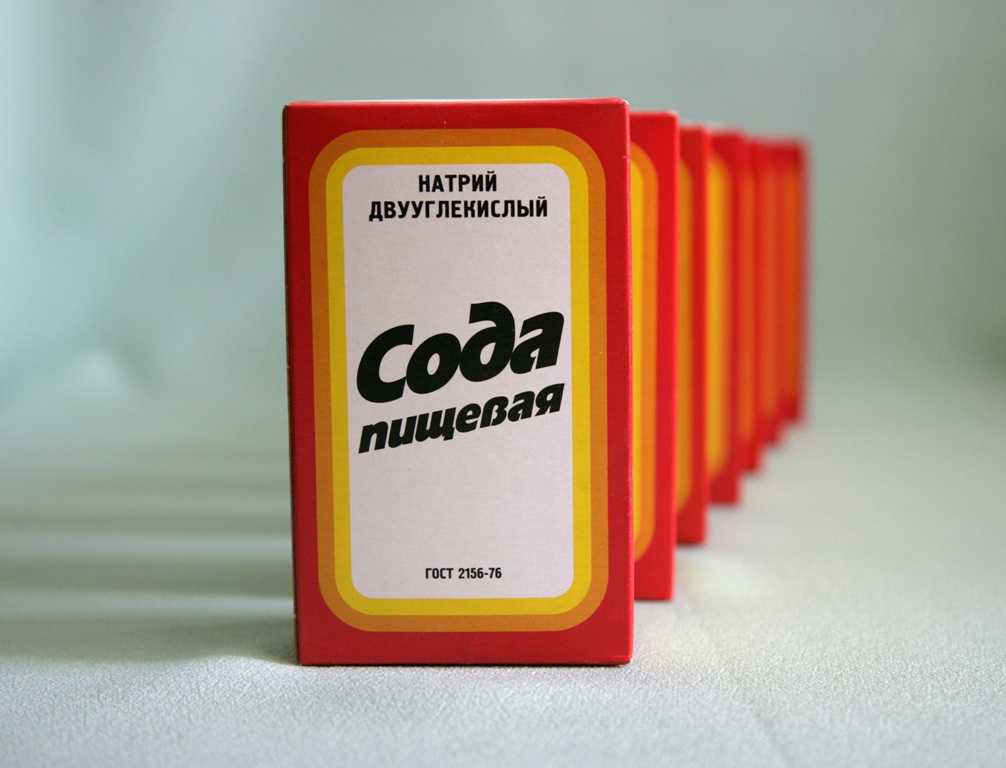 НАТРИЙ
ДВУУГЛЕКИСЛЫЙ
Сода
пищевая
ГОСТ 2156-76